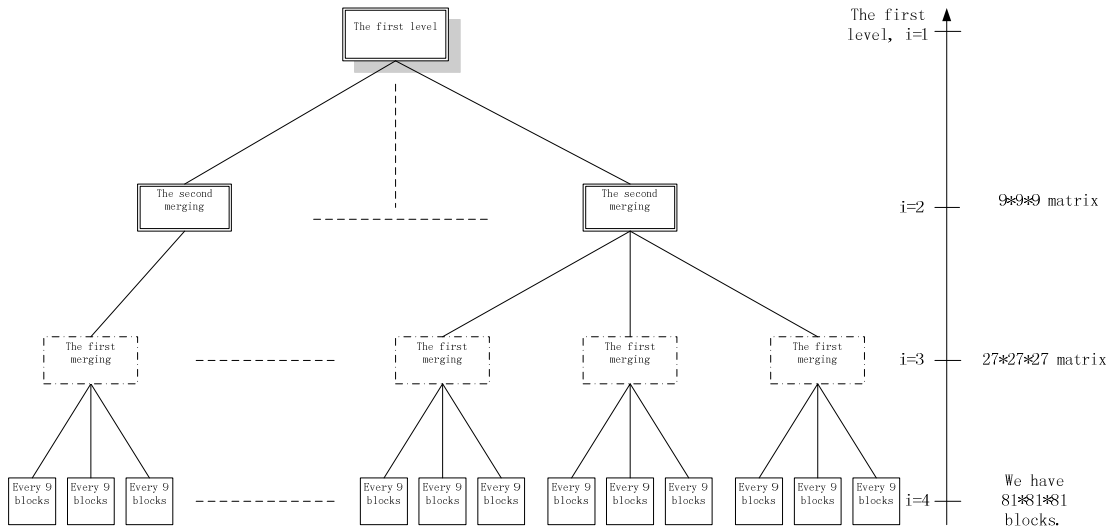 The first level
The first
level, i=1
The second
merging
The second
merging
i=2
9*9*9 matrix
The first
merging
The first
merging
The first
merging
The first
merging
i=3
27*27*27 matrix
Every 9
blocks
Every 9
blocks
Every 9
blocks
Every 9
blocks
Every 9
blocks
Every 9
blocks
Every 9
blocks
Every 9
blocks
Every 9
blocks
Every 9
blocks
Every 9
blocks
Every 9
blocks
i=4
We have
81*81*81
blocks.